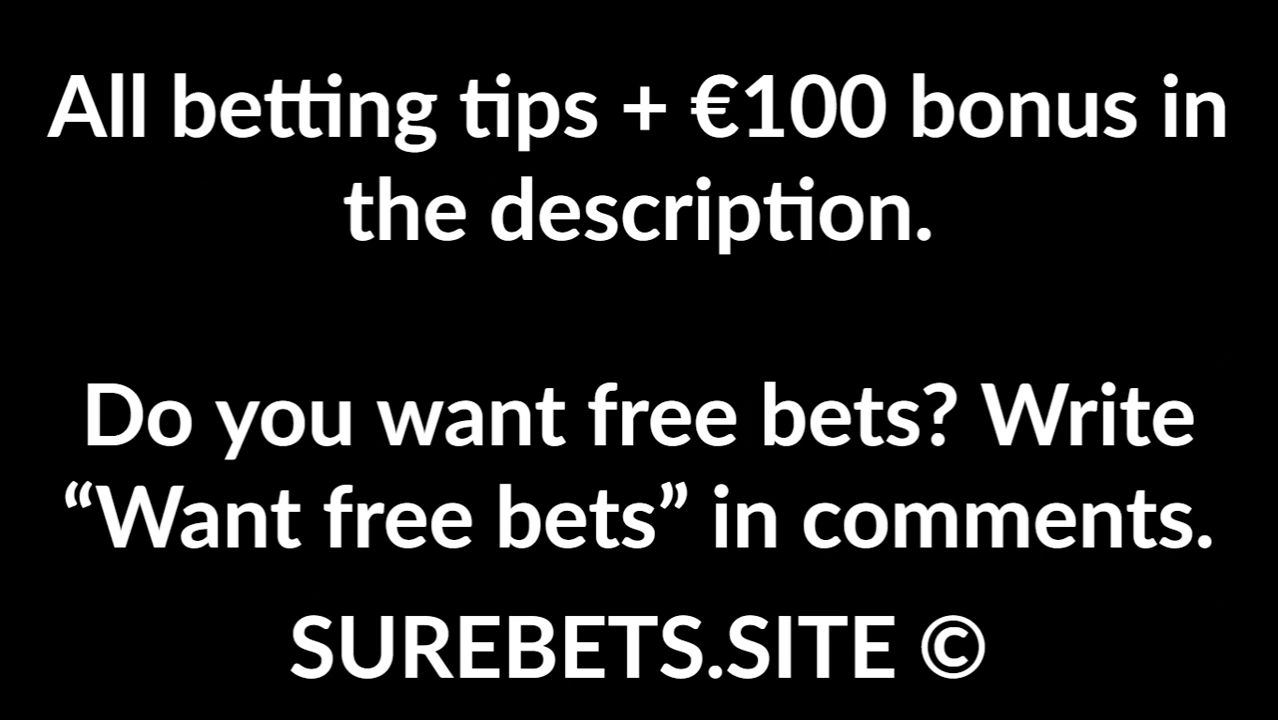 All betting tips + €100 bonus in
the description.
Do you want free bets? Write
“Want free bets” in comments.
SUREBETS.SITE ©